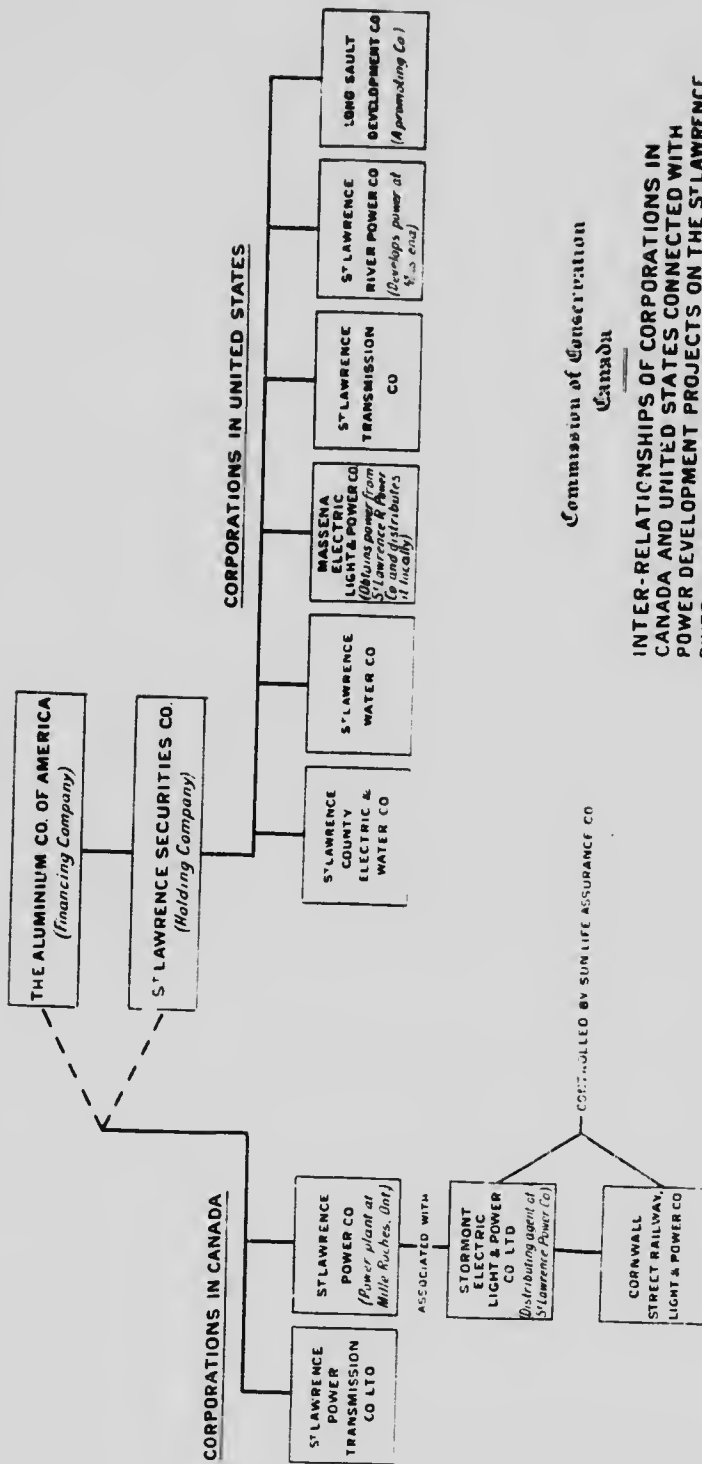 THE ALUMINIUM CO. OF AMERICA
(Financing Company)
ST LAWRENCE SECURITIES CO.
(Holding Company)
CORPORATIONS IN CANADA
CORPORATIONS IN UNITED STATES
ST LAWRENCE
POWER
TRANSMISSION
CO LTD
ST LAWRENCE
POWER CO
(Power plant at
Mille Roches, Ont)
ASSOCIATED WITH
STORMONT
ELECTRIC
LIGHT & POWER
CO LTD
(Distributing agent of
St Lawrence Power Co)
CORNWALL
STREET RAILWAY,
LIGHT & POWER CO
CONTROLLED BY SUN LIFE ASSURANCE CO
ST LAWRENCE
COUNTY
ELECTRIC &
WATER CO
ST LAWRENCE
WATER CO
MASSENA
ELECTRIC
LIGHT & POWER CO
(Obtains power from
St Lawrence R Power
Co and distributes
it locally)
ST LAWRENCE
TRANSMISSION
CO
ST LAWRENCE
RIVER POWER CO
(Develops power at
LONG SAULT
DEVELOPMENT CO
(A promoting Co)
Commission of Conservation
Canada
INTER-RELATIONSHIPS OF CORPORATIONS IN
CANADA AND UNITED STATES CONNECTED WITH
POWER DEVELOPMENT PROJECTS ON THE ST LAWRENCE